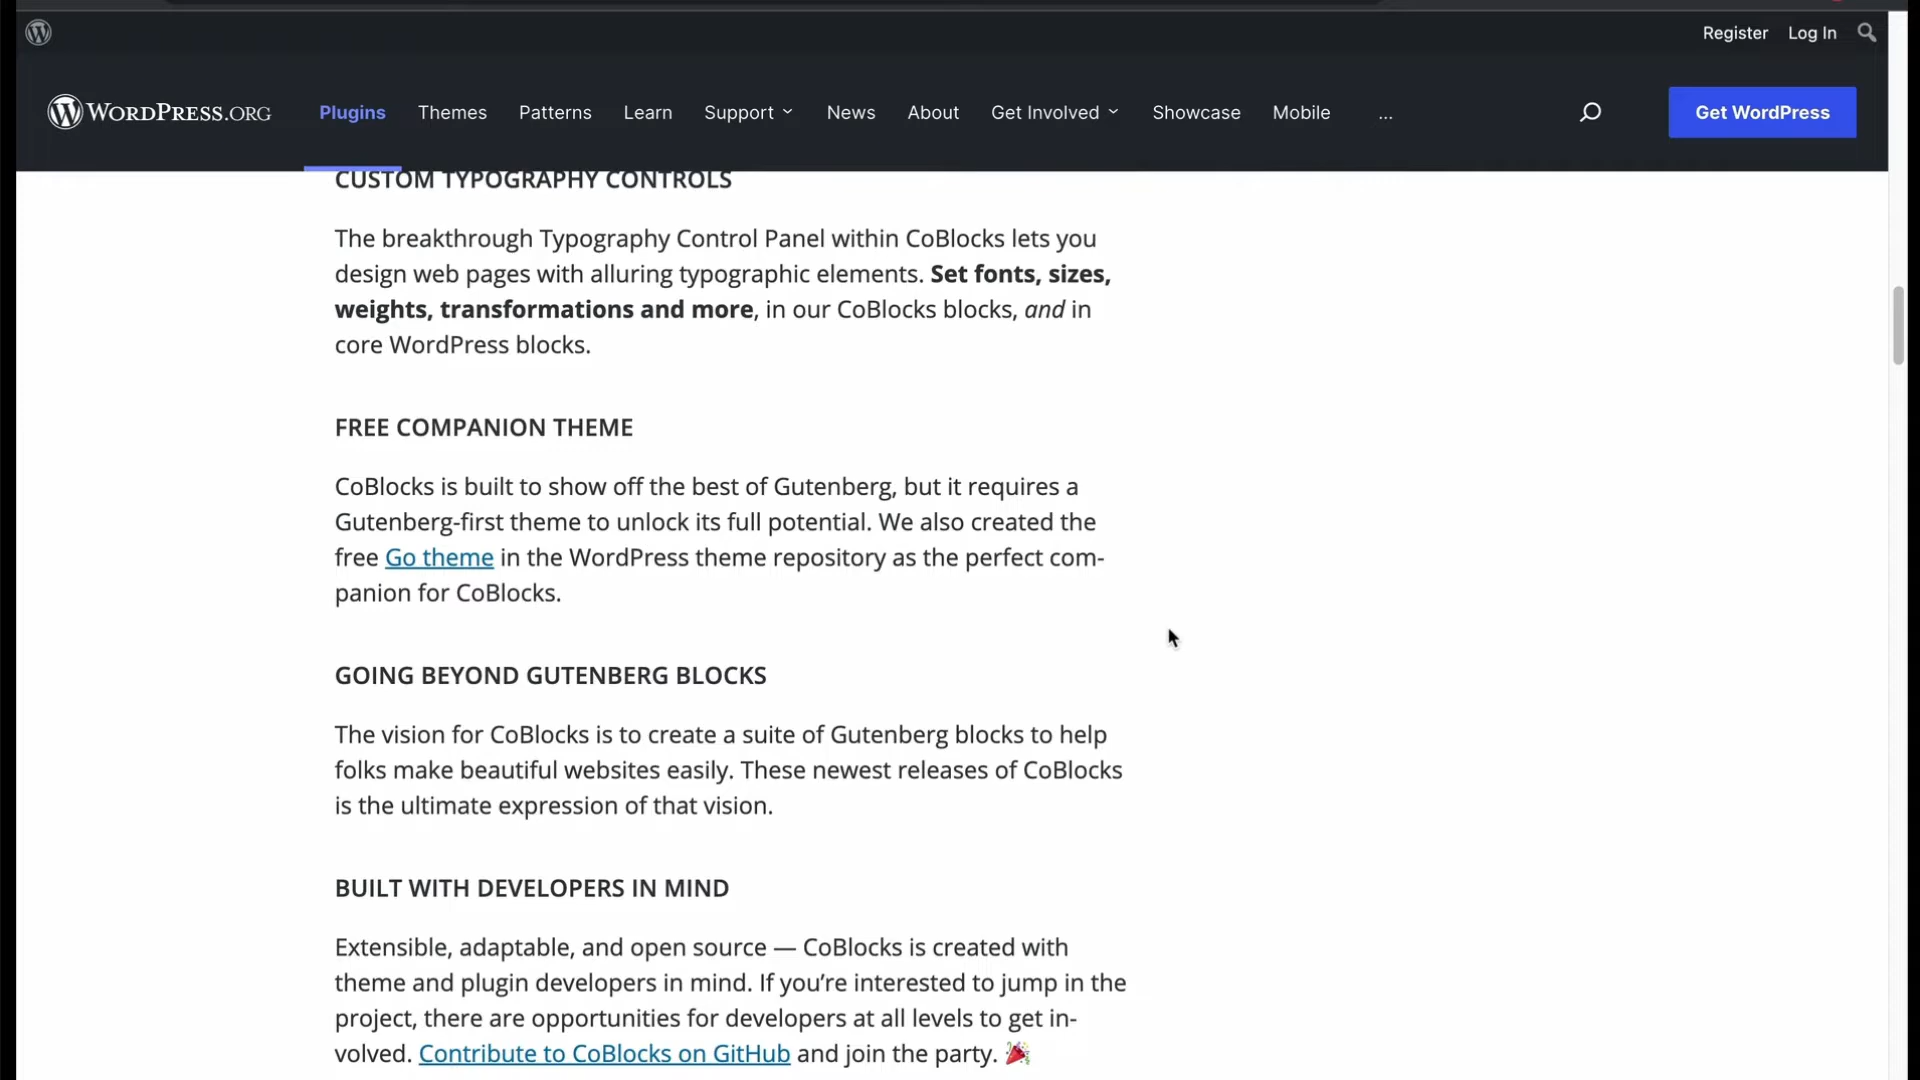 Register Log In
WORDPRESS.ORG Plugins Themes Patterns Learn Support News About Get Involved Showcase Mobile ... Get WordPress
CUSTOM TYPOGRAPHY CONTROLS
The breakthrough Typography Control Panel within CoBlocks lets you
design web pages with alluring typographic elements. Set fonts, sizes,
weights, transformations and more, in our CoBlocks blocks, and in
core WordPress blocks.
FREE COMPANION THEME
CoBlocks is built to show off the best of Gutenberg, but it requires a
Gutenberg-first theme to unlock its full potential. We also created the
free Go theme in the WordPress theme repository as the perfect com-
panion for CoBlocks.
GOING BEYOND GUTENBERG BLOCKS
The vision for CoBlocks is to create a suite of Gutenberg blocks to help
folks make beautiful websites easily. These newest releases of CoBlocks
is the ultimate expression of that vision.
BUILT WITH DEVELOPERS IN MIND
Extensible, adaptable, and open source — CoBlocks is created with
theme and plugin developers in mind. If you’re interested to jump in the
project, there are opportunities for developers at all levels to get in-
volved. Contribute to CoBlocks on GitHub and join the party. 🎉